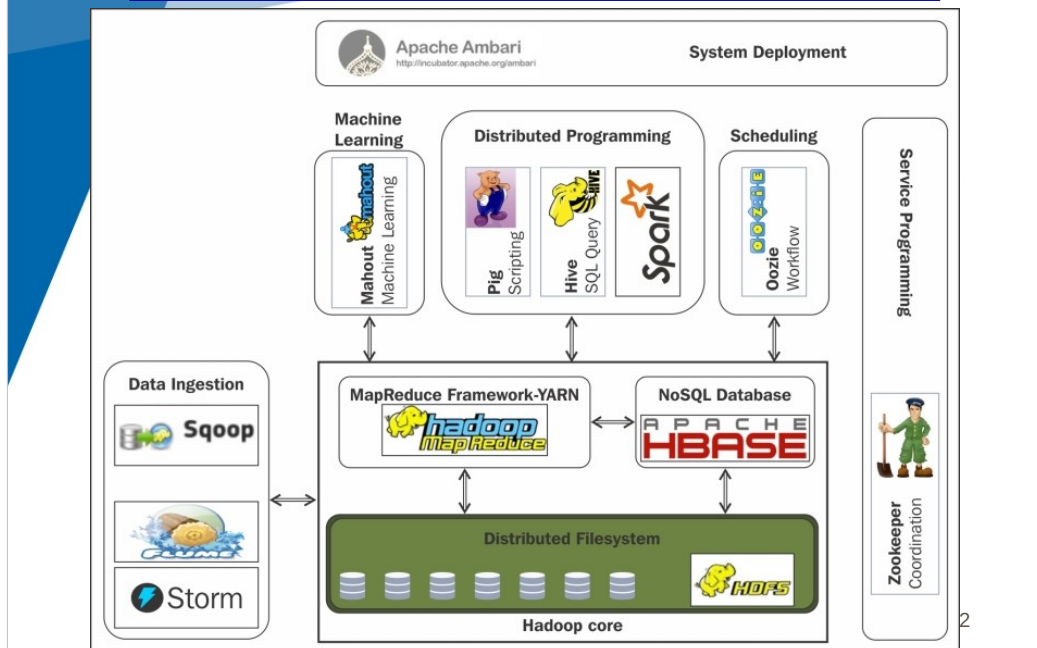 Apache Ambari
http://incubator.apache.org/ambari
System Deployment
Machine
Learning
mahout
Mahout
Machine Learning
Distributed Programming
Pig
Scripting
HIVE
Hive
SQL Query
Spark
Scheduling
OOZIE
Oozie
Workflow
Service Programming
Zookeeper
Coordination
Data Ingestion
Sqoop
FLUME
Storm
MapReduce Framework-YARN
hadoop
Map Reduce
NoSQL Database
APACHE
HBASE
Distributed Filesystem
HDFS
Hadoop core
2